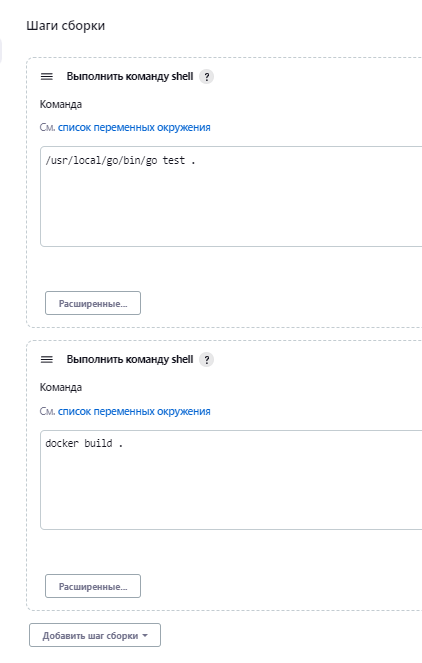 Шаги сборки
Выполнить команду shell ?
Команда
См. список переменных окружения
/usr/local/go/bin/go test .
Расширенные...
Выполнить команду shell ?
Команда
См. список переменных окружения
docker build .
Расширенные...
Добавить шаг сборки